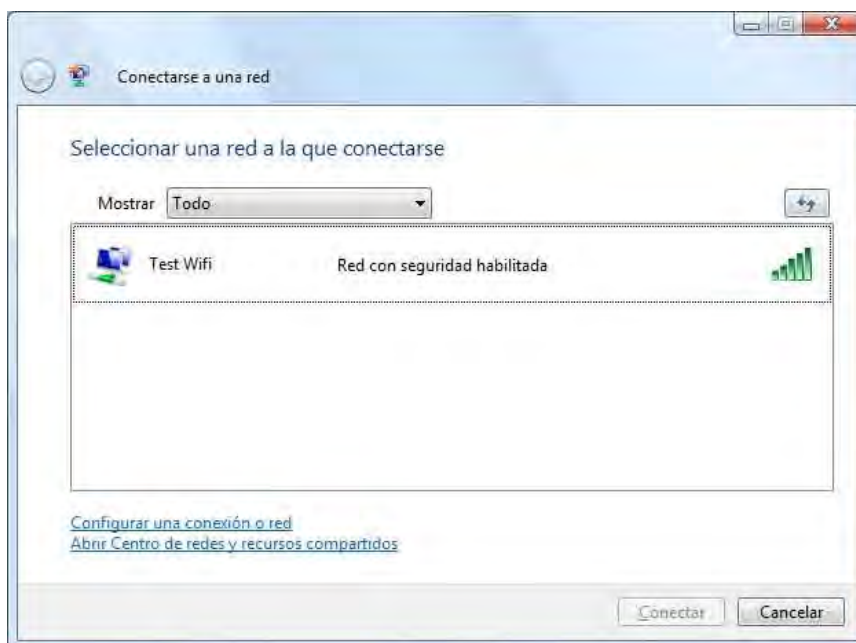 Conectarse a una red
Seleccionar una red a la que conectarse
Mostrar Todo
Test Wifi Red con seguridad habilitada
Configurar una conexión o red
Abrir Centro de redes y recursos compartidos
Conectar Cancelar